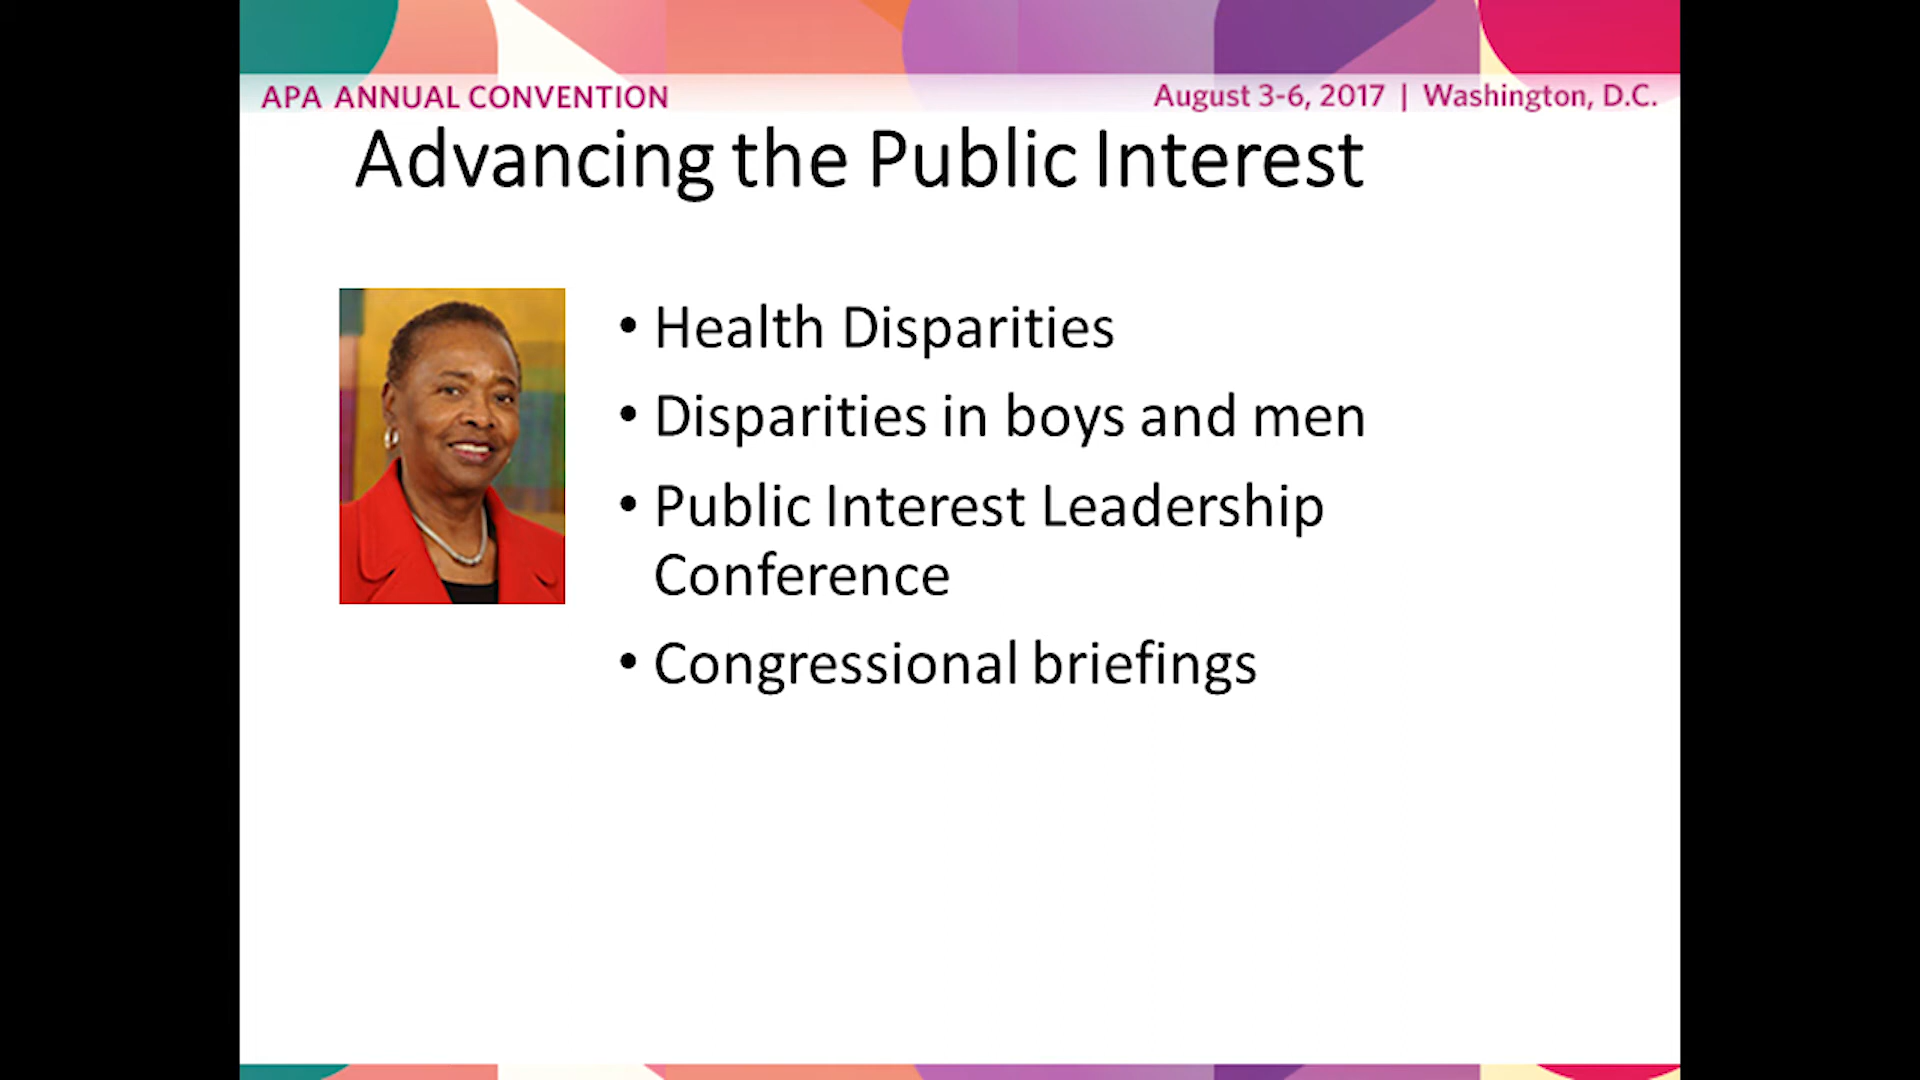 APA ANNUAL CONVENTION
August 3-6, 2017 | Washington, D.C.
Advancing the Public Interest
• Health Disparities
• Disparities in boys and men
• Public Interest Leadership
Conference
• Congressional briefings